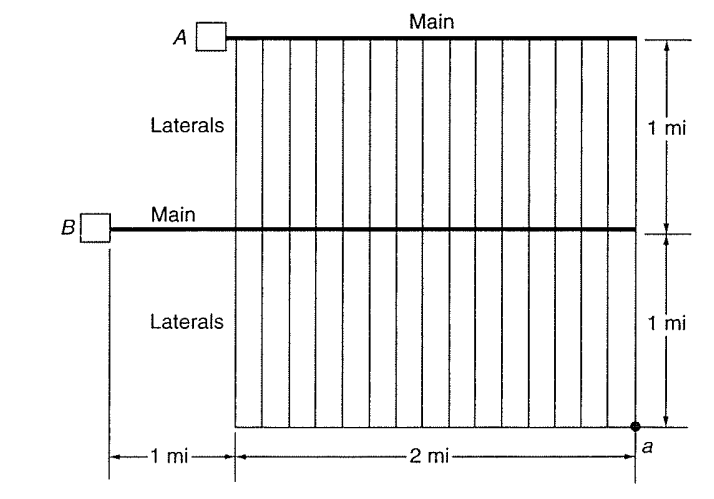 Main
A
Laterals
1 mi
Main
B
Laterals
1 mi
a
1 mi
2 mi